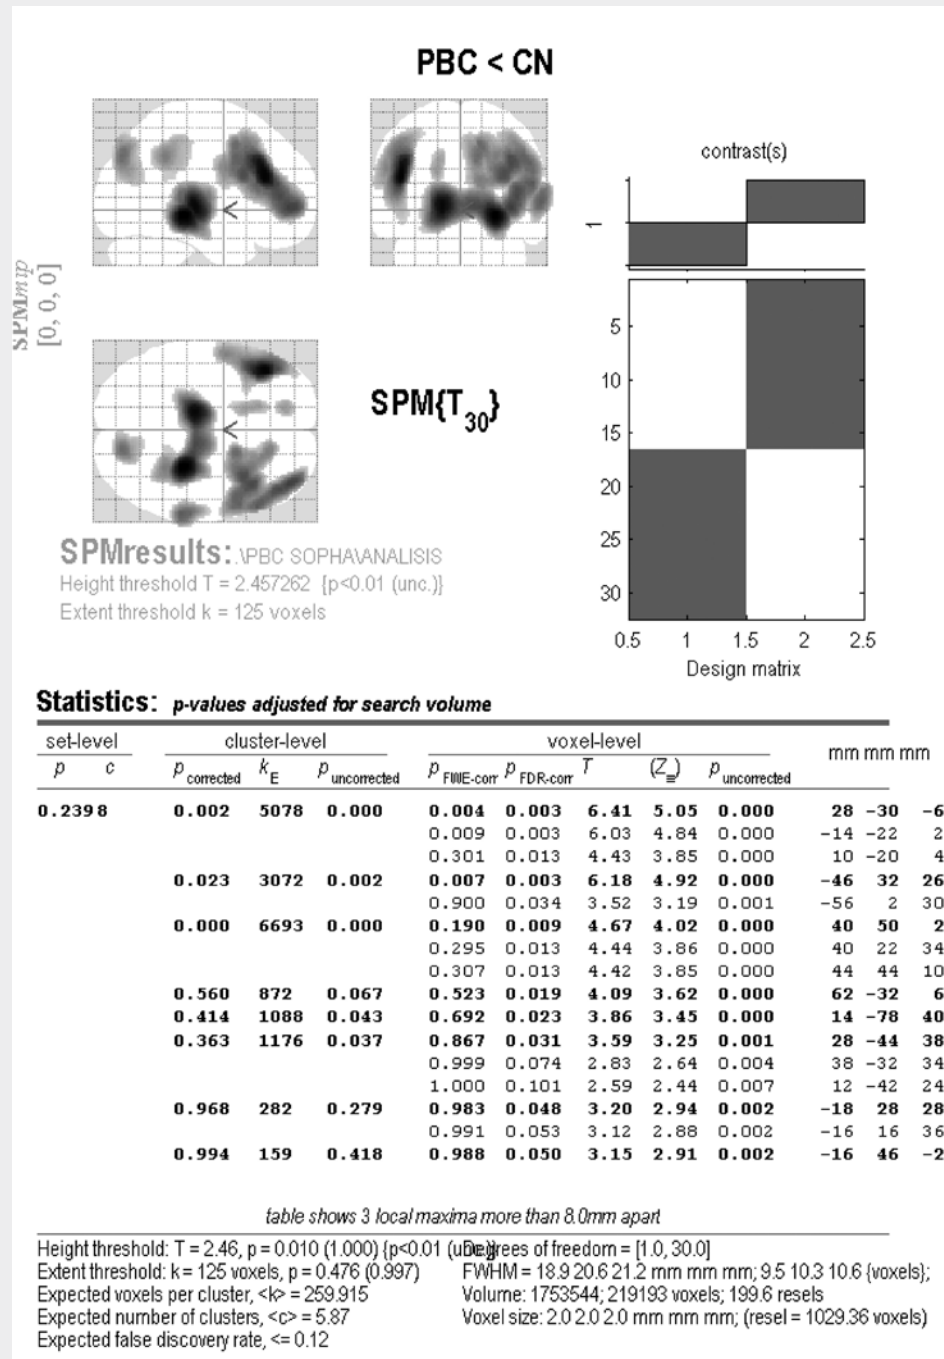 PBC < CN
contrast(s)
1
SPMmip
[0, 0, 0]
SPM{T30}
5
10
15
20
25
30
0.5 1 1.5 2 2.5
Design matrix
SPMresults: .\PBC SOPHA\ANALISIS
Height threshold T = 2.457262 {p<0.01 (unc.)}
Extent threshold k = 125 voxels
Statistics: p-values adjusted for search volume
set-level cluster-level voxel-level mm mm mm
p c p corrected k E p uncorrected p FWE-corr p FDR-corr T (Z≡) p uncorrected
0.239 8 0.002 5078 0.000 0.004 0.003 6.41 5.05 0.000 28 -30 -6
0.009 0.003 6.03 4.84 0.000 -14 -22 2
0.301 0.013 4.43 3.85 0.000 10 -20 4
0.023 3072 0.002 0.007 0.003 6.18 4.92 0.000 -46 32 26
0.900 0.034 3.52 3.19 0.001 -56 2 30
0.000 6693 0.000 0.190 0.009 4.67 4.02 0.000 40 50 2
0.295 0.013 4.44 3.86 0.000 40 22 34
0.307 0.013 4.42 3.85 0.000 44 44 10
0.560 872 0.067 0.523 0.019 4.09 3.62 0.000 62 -32 6
0.414 1088 0.043 0.692 0.023 3.86 3.45 0.000 14 -78 40
0.363 1176 0.037 0.867 0.031 3.59 3.25 0.001 28 -44 38
0.999 0.074 2.83 2.64 0.004 38 -32 34
1.000 0.101 2.59 2.44 0.007 12 -42 24
0.968 282 0.279 0.983 0.048 3.20 2.94 0.002 -18 28 28
0.991 0.053 3.12 2.88 0.002 -16 16 36
0.994 159 0.418 0.988 0.050 3.15 2.91 0.002 -16 46 -2
table shows 3 local maxima more than 8.0mm apart
Height threshold: T = 2.46, p = 0.010 (1.000) {p<0.01 (unc.)}
Degrees of freedom = [1.0, 30.0]
Extent threshold: k = 125 voxels, p = 0.476 (0.997)
FWHM = 18.9 20.6 21.2 mm mm mm; 9.5 10.3 10.6 {voxels};
Expected voxels per cluster, <k> = 259.915
Volume: 1753544; 219193 voxels; 199.6 resels
Expected number of clusters, <c> = 5.87
Voxel size: 2.0 2.0 2.0 mm mm mm; (resel = 1029.36 voxels)
Expected false discovery rate, <= 0.12